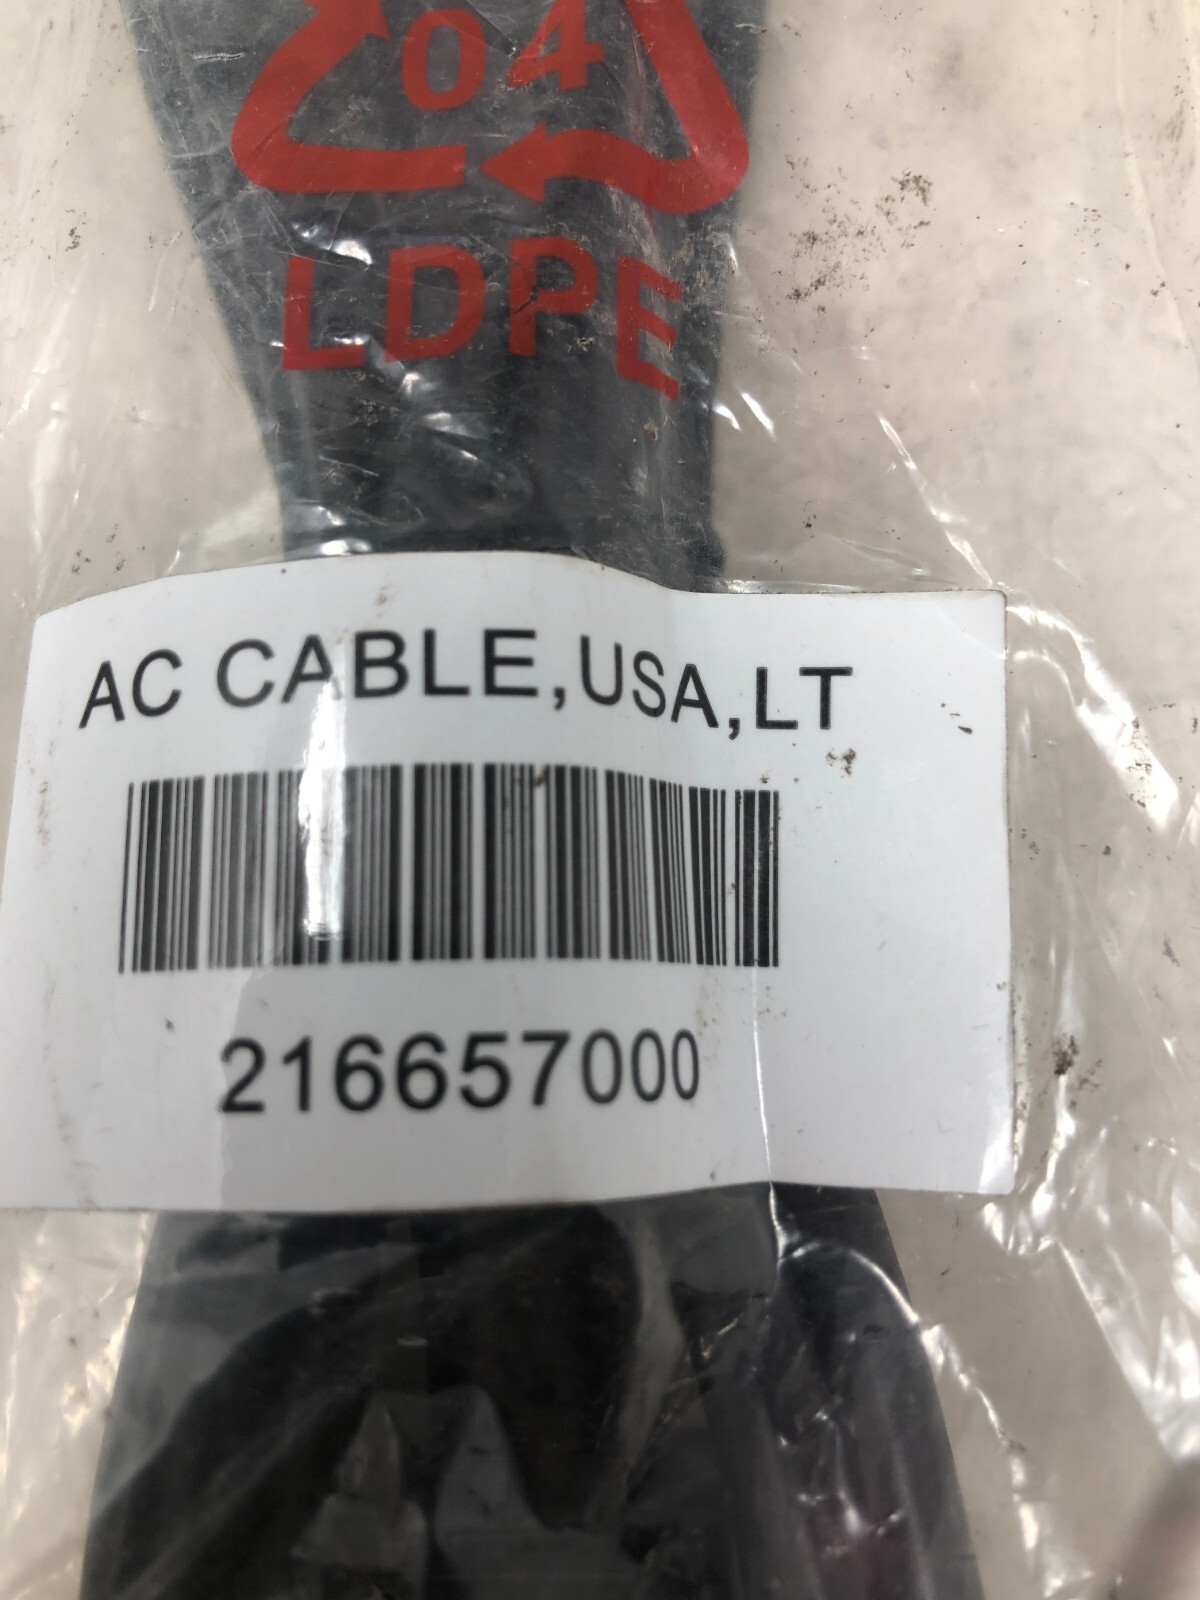 04
LDPE
AC CABLE,USA,LT
216657000